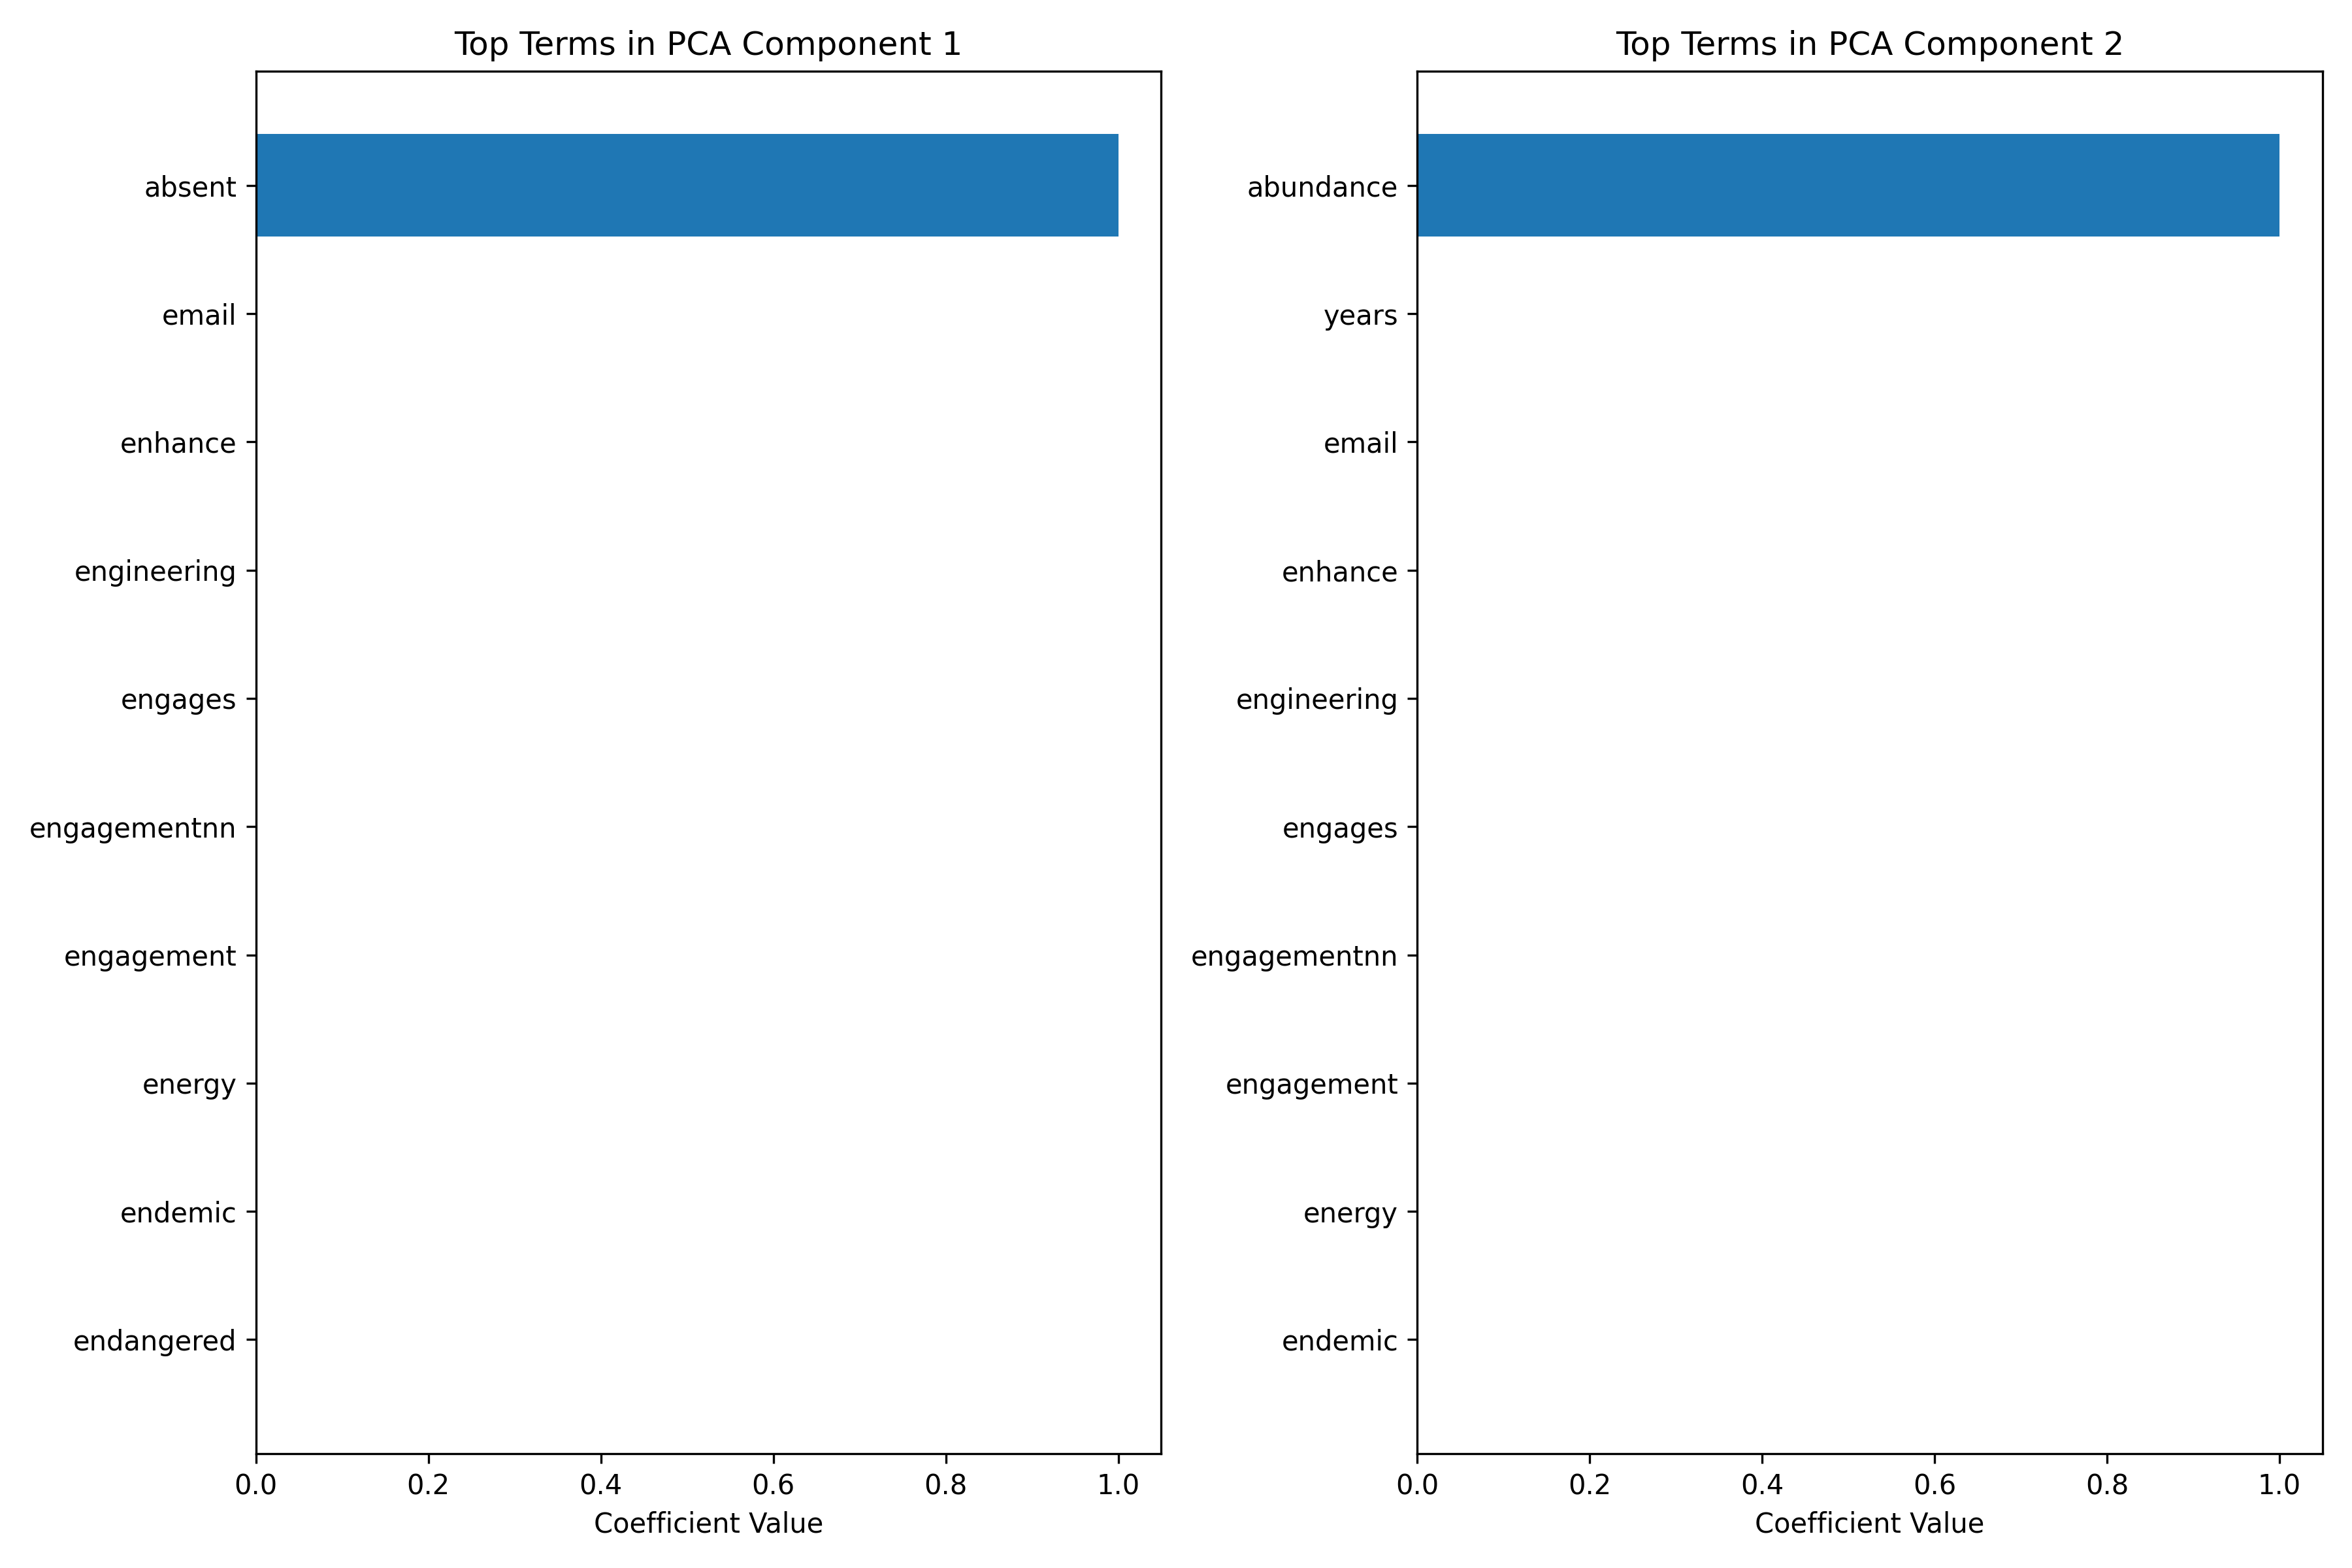 Top Terms in PCA Component 1
absent
email
enhance
engineering
engages
engagementnn
engagement
energy
endemic
endangered
0.0 0.2 0.4 0.6 0.8 1.0
Coefficient Value
Top Terms in PCA Component 2
abundance
years
email
enhance
engineering
engages
engagementnn
engagement
energy
endemic
0.0 0.2 0.4 0.6 0.8 1.0
Coefficient Value